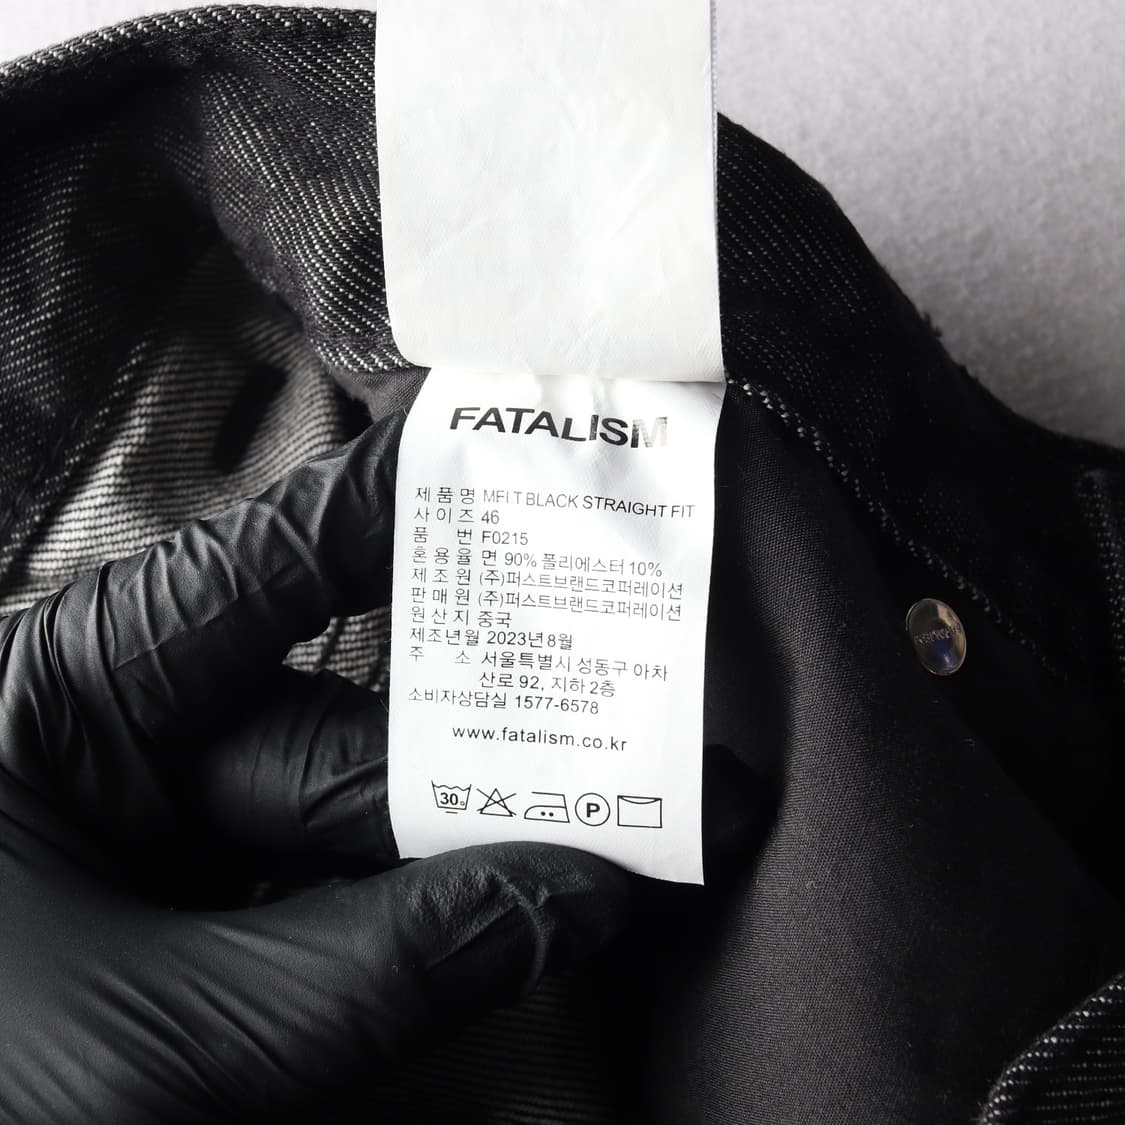 FATALISM
제품명 MFIT BLACK STRAIGHT FIT
사이즈 46
품 번 F0215
혼용율 면 90% 폴리에스터 10%
제조원 (주)퍼스트브랜드코퍼레이션
판매원 (주)퍼스트브랜드코퍼레이션
원산지 중국
제조년월 2023년 8월
주 소 서울특별시 성동구 아차
산로 92, 지하 2층
소비자상담실 1577-6578
www.fatalism.co.kr
30° P